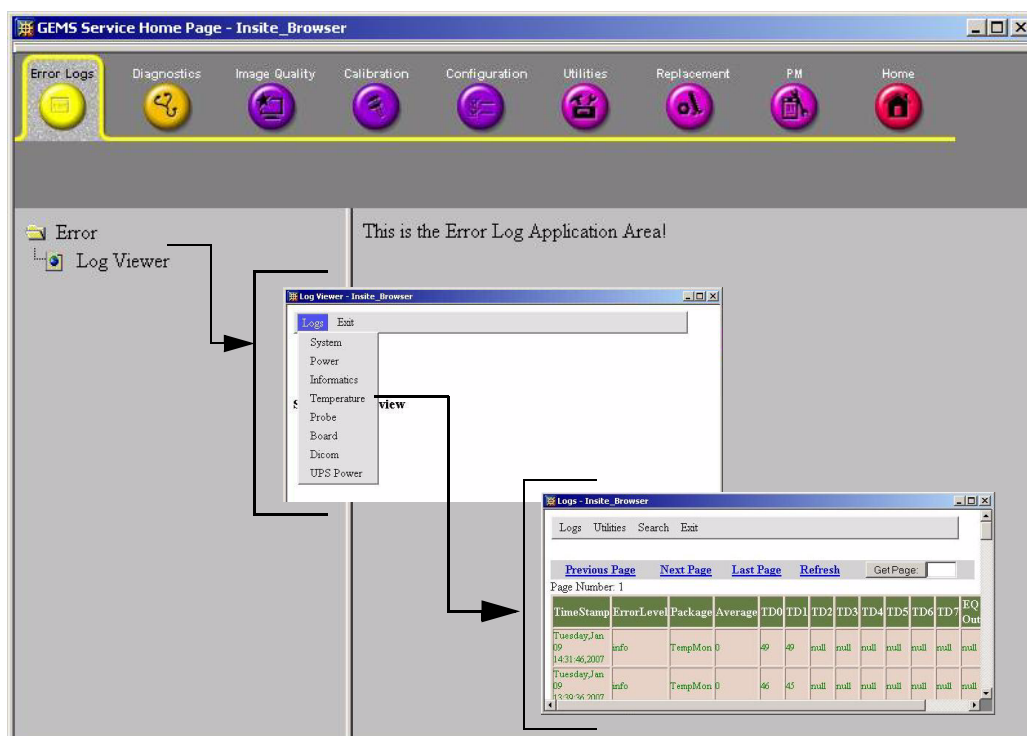 GEMS Service Home Page - Insite_Browser
Error Logs Diagnostics Image Quality Calibration Configuration Utilities Replacement PM Home
Error
Log Viewer
This is the Error Log Application Area!
Log Viewer - Insite_Browser
Logs Exit
System
Power
Informatics
Temperature
view
Probe
Board
Dicom
UPS Power
Logs - Insite_Browser
Logs Utilities Search Exit
Previous Page Next Page Last Page Refresh Get Page:
Page Number: 1
TimeStamp ErrorLevel Package Average TD0 TD1 TD2 TD3 TD4 TD5 TD6 TD7 EQ Out
Tuesday,Jan 09 14:31:46,2007 info TempMon 0 49 49 null null null null null null null
Tuesday,Jan 09 13:39:36,2007 info TempMon 0 46 45 null null null null null null null